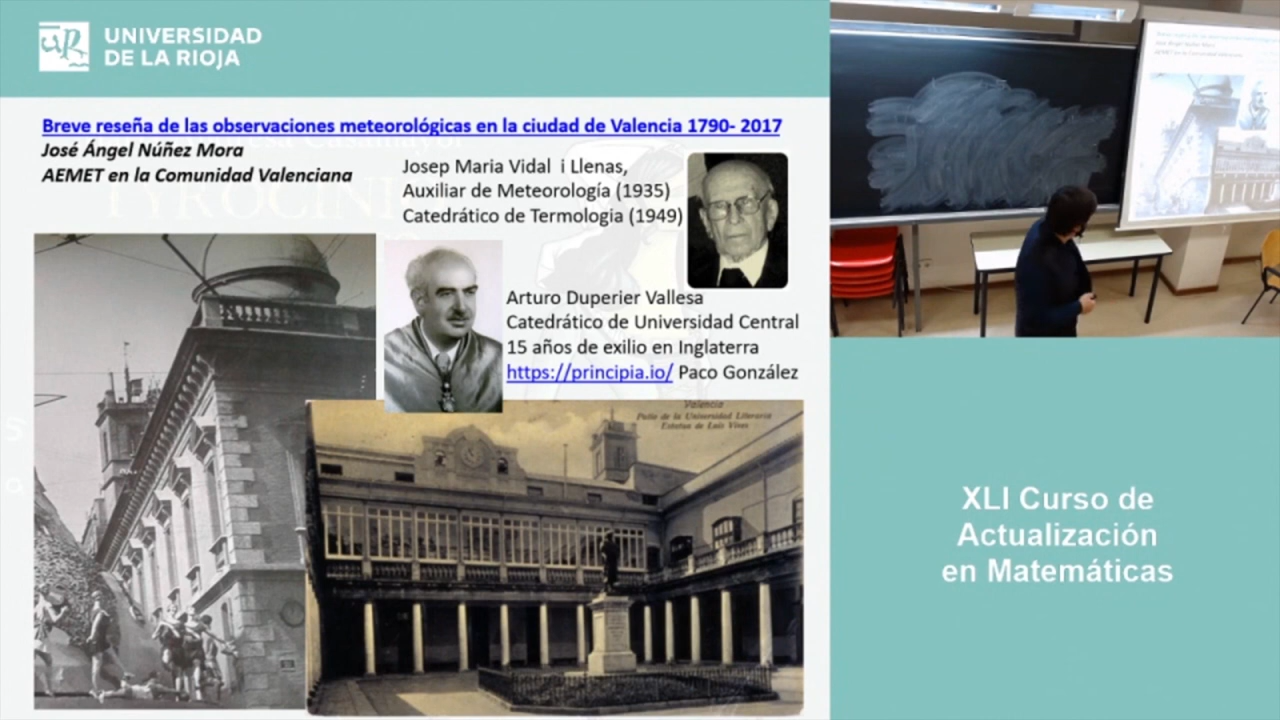 UNIVERSIDAD
DE LA RIOJA
Breve reseña de las observaciones meteorológicas en la ciudad de Valencia 1790- 2017
José Ángel Núñez Mora
AEMET en la Comunidad Valenciana
Josep Maria Vidal i Llenas,
Auxiliar de Meteorología (1935)
Catedrático de Termologia (1949)
Arturo Duperier Vallesa
Catedrático de Universidad Central
15 años de exilio en Inglaterra
https://principia.io/ Paco González
Valencia
Patio de la Universidad Literaria
Estatua de Luis Vives
XLI Curso de
Actualización
en Matemáticas